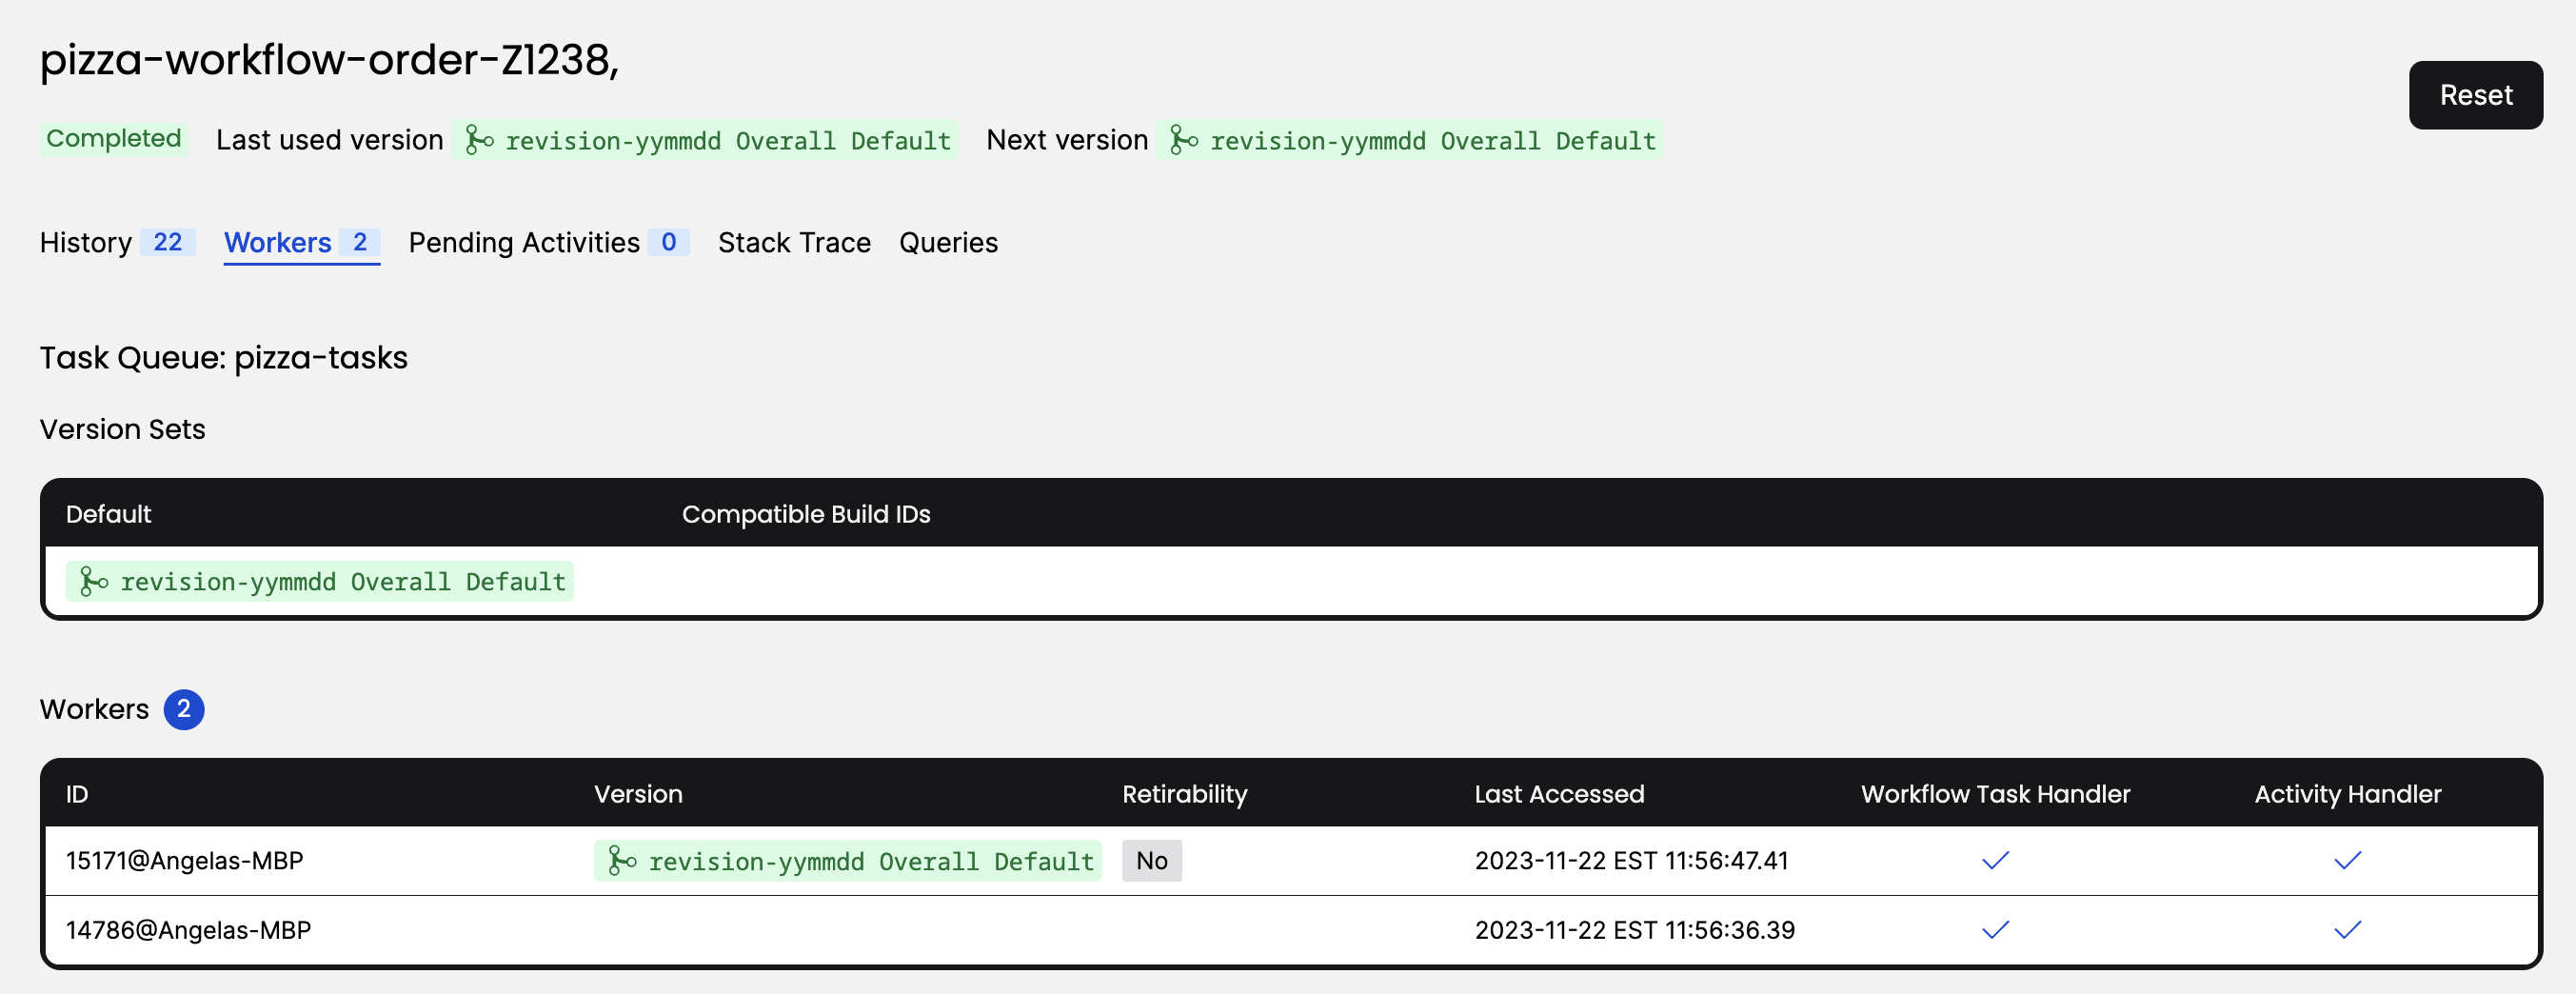 pizza-workflow-order-Z1238,
Reset
Completed Last used version revision-yymmdd Overall Default Next version revision-yymmdd Overall Default
History 22 Workers 2 Pending Activities 0 Stack Trace Queries
Task Queue: pizza-tasks
Version Sets
Default Compatible Build IDs
revision-yymmdd Overall Default
Workers 2
ID Version Retirability Last Accessed Workflow Task Handler Activity Handler
15171@Angelas-MBP revision-yymmdd Overall Default No 2023-11-22 EST 11:56:47.41
14786@Angelas-MBP 2023-11-22 EST 11:56:36.39